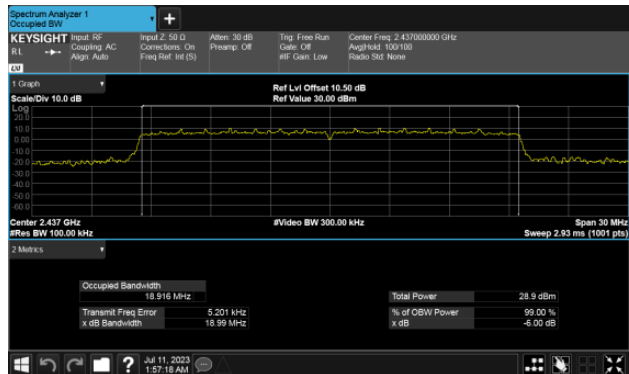 Spectrum Analyzer 1
Occupied BW
KEYSIGHT Input: RF Input Z: 50 Ω Atten: 30 dB Trig: Free Run Center Freq: 2.437000000 GHz
R L Coupling: AC Corrections: On Preamp: Off Gate: Off Avg|Hold: 100/100
Align: Auto Freq Ref: Int (S) #IF Gain: Low Radio Std: None
LXI
1 Graph
Ref Lvl Offset 10.50 dB
Scale/Div 10.0 dB Ref Value 30.00 dBm
Log
20.0
10.0
0.00
-10.0
-20.0
-30.0
-40.0
-50.0
-60.0
Center 2.437 GHz #Video BW 300.00 kHz Span 30 MHz
#Res BW 100.00 kHz Sweep 2.93 ms (1001 pts)
2 Metrics
Occupied Bandwidth
18.916 MHz Total Power 28.9 dBm
Transmit Freq Error 5.201 kHz % of OBW Power 99.00 %
x dB Bandwidth 18.99 MHz x dB -6.00 dB
Jul 11, 2023
1:57:18 AM